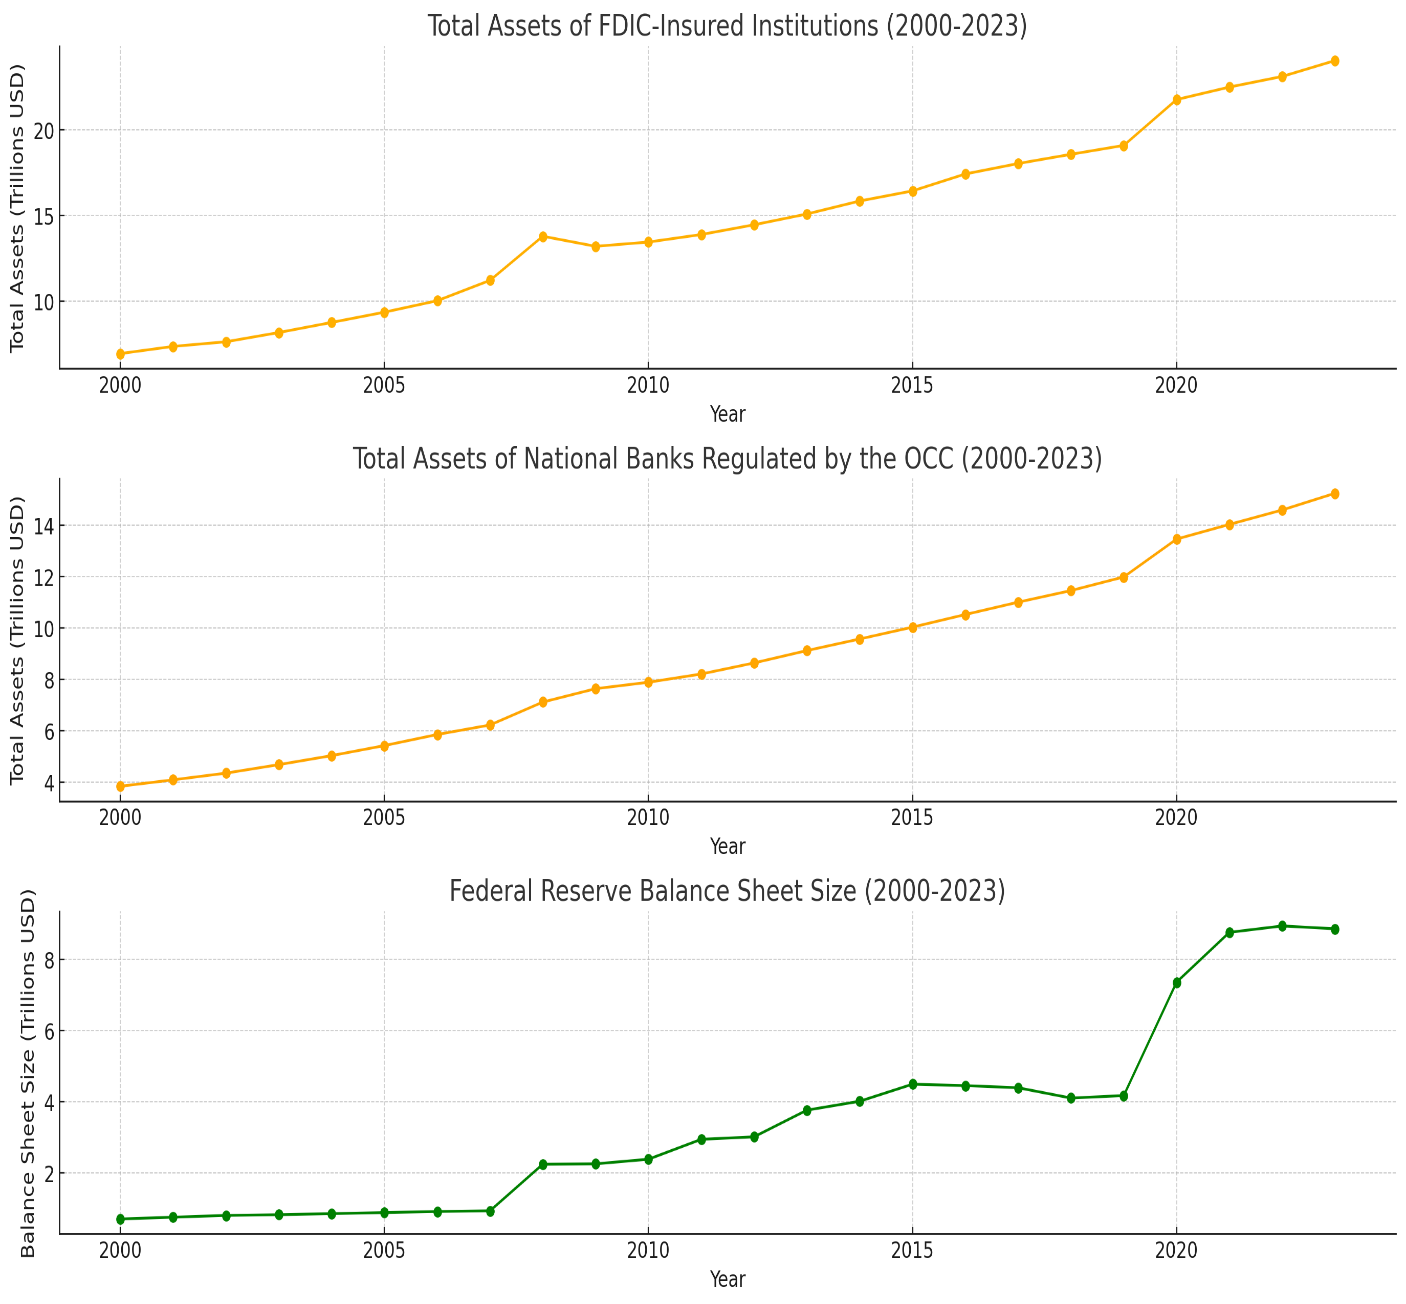 Total Assets of FDIC-Insured Institutions (2000-2023)
Total Assets (Trillions USD)
20
15
10
2000 2005 2010 2015 2020
Year
Total Assets of National Banks Regulated by the OCC (2000-2023)
Total Assets (Trillions USD)
14
12
10
8
6
4
2000 2005 2010 2015 2020
Year
Federal Reserve Balance Sheet Size (2000-2023)
Balance Sheet Size (Trillions USD)
8
6
4
2
2000 2005 2010 2015 2020
Year